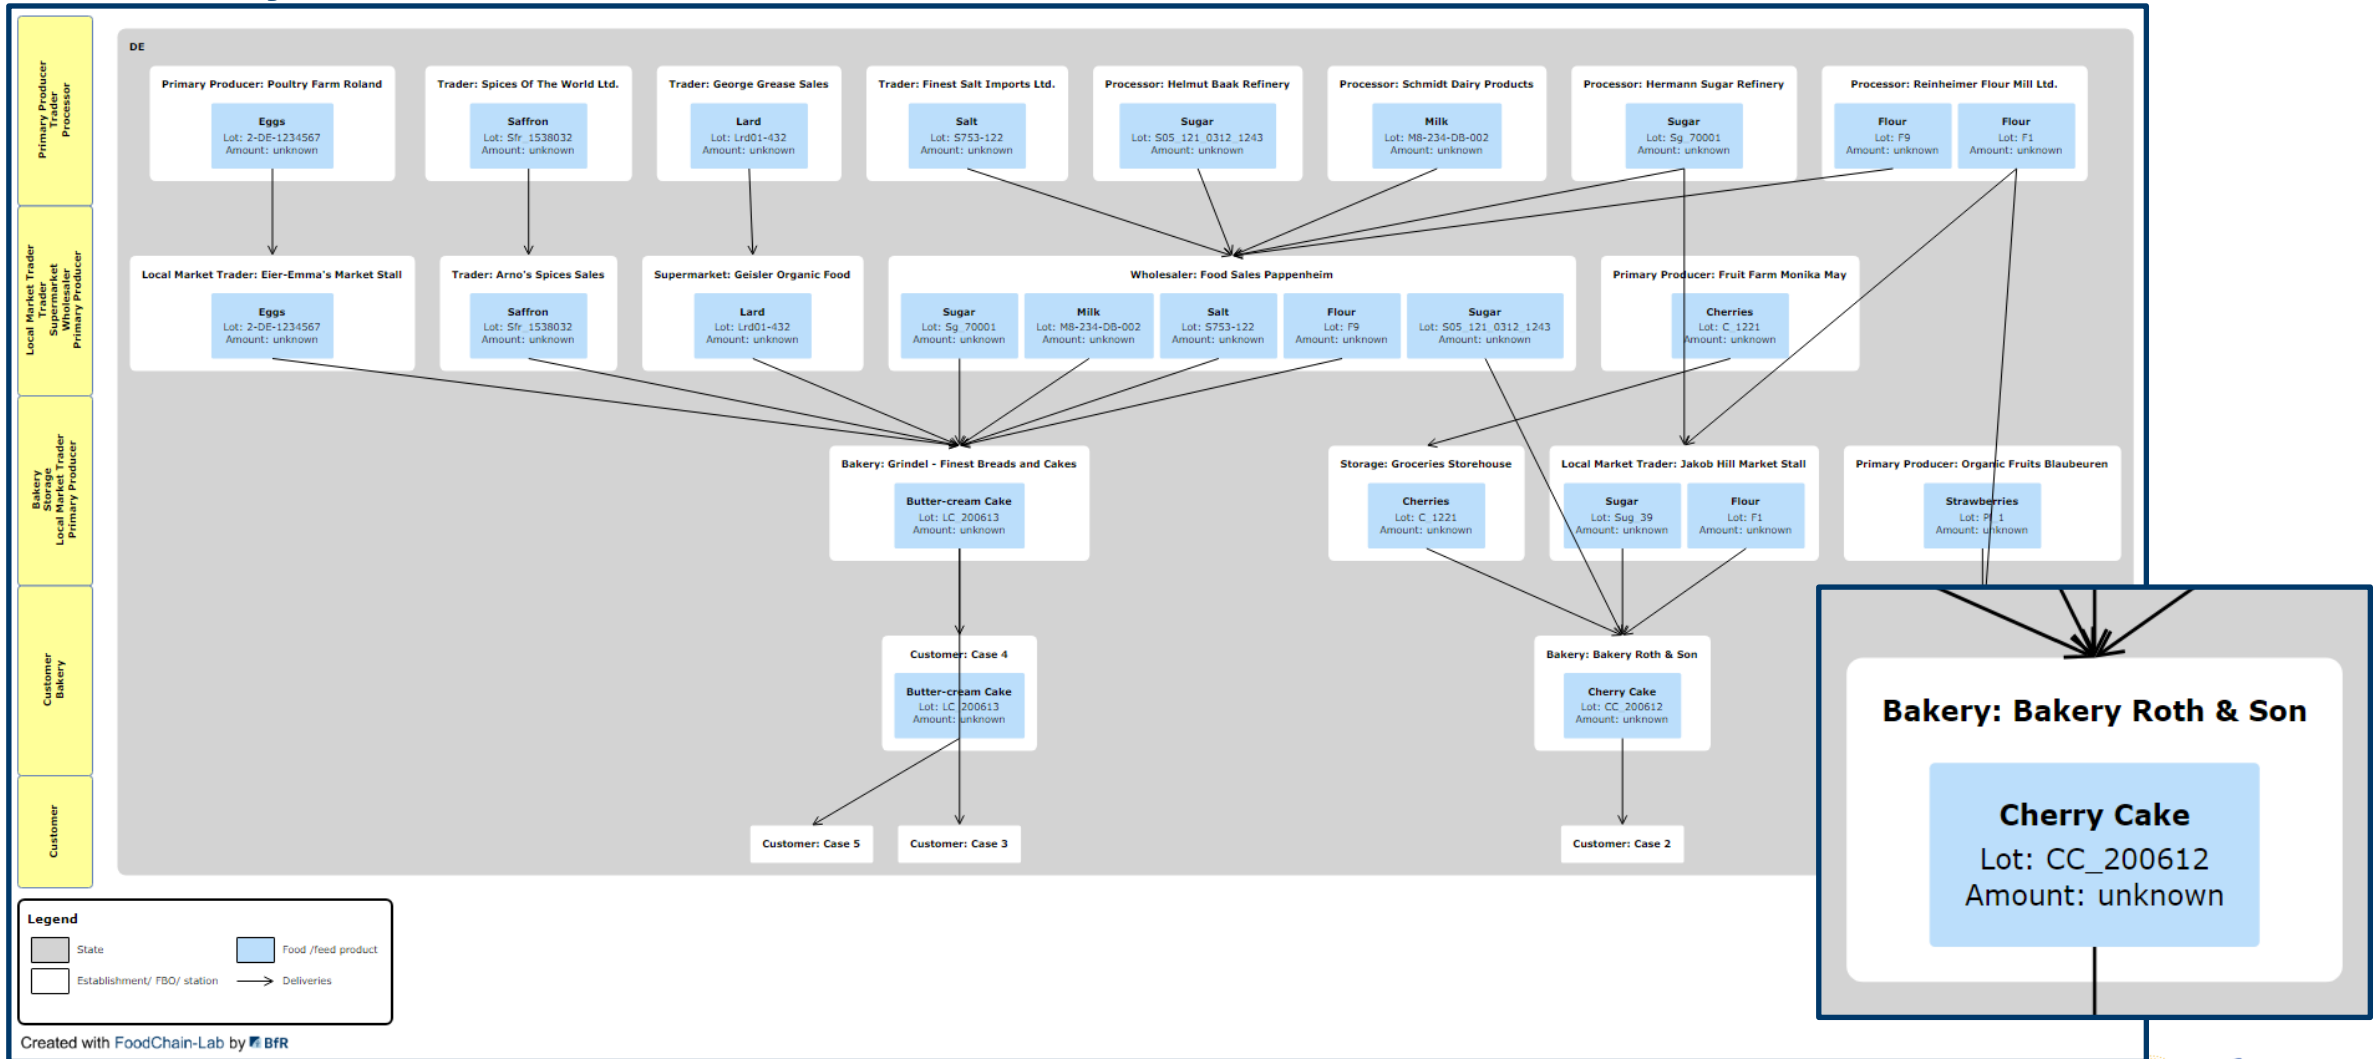 DE
Primary Producer
Trader
Processor
Primary Producer: Poultry Farm Roland
Eggs
Lot: 2-DE-1234567
Amount: unknown
Trader: Spices Of The World Ltd.
Saffron
Lot: Sfr_1538032
Amount: unknown
Trader: George Grease Sales
Lard
Lot: Lrd01-432
Amount: unknown
Trader: Finest Salt Imports Ltd.
Salt
Lot: S753-122
Amount: unknown
Processor: Helmut Baak Refinery
Sugar
Lot: S05_121_0312_1243
Amount: unknown
Processor: Schmidt Dairy Products
Milk
Lot: M8-234-DB-002
Amount: unknown
Processor: Hermann Sugar Refinery
Sugar
Lot: Sg_70001
Amount: unknown
Processor: Reinheimer Flour Mill Ltd.
Flour
Lot: F9
Amount: unknown
Flour
Lot: F1
Amount: unknown
Local Market Trader
Trader
Supermarket
Wholesaler
Primary Producer
Local Market Trader: Eier-Emma's Market Stall
Eggs
Lot: 2-DE-1234567
Amount: unknown
Trader: Arno's Spices Sales
Saffron
Lot: Sfr_1538032
Amount: unknown
Supermarket: Geisler Organic Food
Lard
Lot: Lrd01-432
Amount: unknown
Wholesaler: Food Sales Pappenheim
Sugar
Lot: Sg_70001
Amount: unknown
Milk
Lot: M8-234-DB-002
Amount: unknown
Salt
Lot: S753-122
Amount: unknown
Flour
Lot: F9
Amount: unknown
Sugar
Lot: S05_121_0312_1243
Amount: unknown
Primary Producer: Fruit Farm Monika May
Cherries
Lot: C_1221
Amount: unknown
Bakery
Storage
Local Market Trader
Primary Producer
Bakery: Grindel - Finest Breads and Cakes
Butter-cream Cake
Lot: LC_200613
Amount: unknown
Storage: Groceries Storehouse
Cherries
Lot: C_1221
Amount: unknown
Local Market Trader: Jakob Hill Market Stall
Sugar
Lot: Sug_39
Amount: unknown
Flour
Lot: F1
Amount: unknown
Primary Producer: Organic Fruits Blaubeuren
Strawberries
Lot:
Amount: unknown
Customer
Bakery
Customer: Case 4
Butter-cream Cake
Lot: LC_200613
Amount: unknown
Bakery: Bakery Roth & Son
Cherry Cake
Lot: CC_200612
Amount: unknown
Customer
Customer: Case 5
Customer: Case 3
Customer: Case 2
Bakery: Bakery Roth & Son
Cherry Cake
Lot: CC_200612
Amount: unknown
Legend
State
Food /feed product
Establishment/ FBO/ station
Deliveries
Created with FoodChain-Lab by BfR